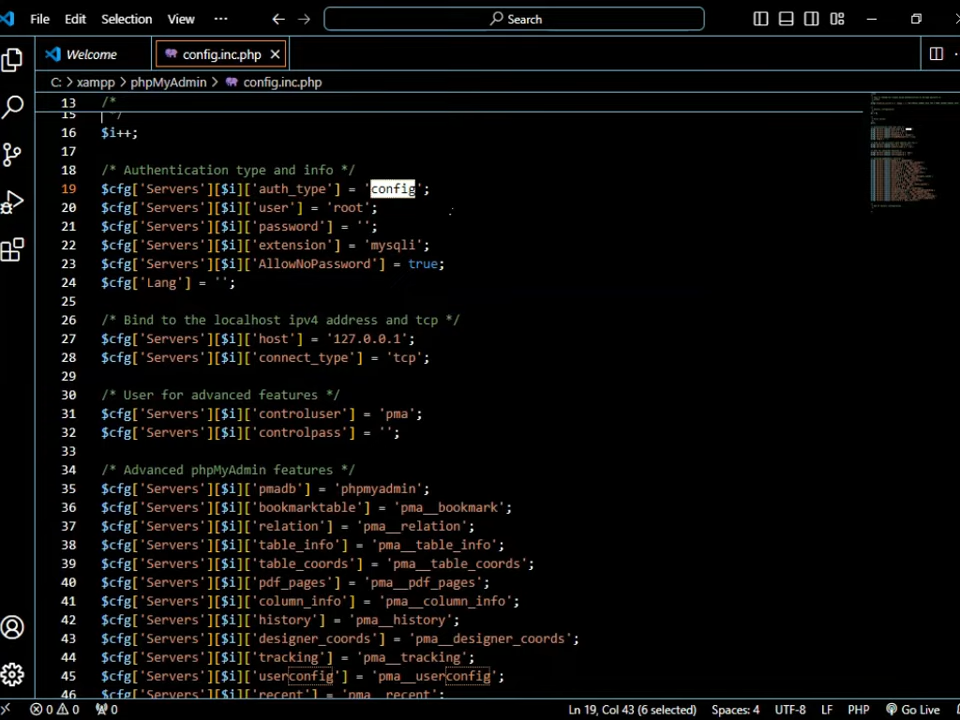 File Edit Selection View ··· Search
Welcome config.inc.php
C: > xampp > phpMyAdmin > config.inc.php
13 /*
15 */
16 $i++;
17
18 /* Authentication type and info */
19 $cfg['Servers'][$i]['auth_type'] = 'config';
20 $cfg['Servers'][$i]['user'] = 'root';
21 $cfg['Servers'][$i]['password'] = '';
22 $cfg['Servers'][$i]['extension'] = 'mysqli';
23 $cfg['Servers'][$i]['AllowNoPassword'] = true;
24 $cfg['Lang'] = '';
25
26 /* Bind to the localhost ipv4 address and tcp */
27 $cfg['Servers'][$i]['host'] = '127.0.0.1';
28 $cfg['Servers'][$i]['connect_type'] = 'tcp';
29
30 /* User for advanced features */
31 $cfg['Servers'][$i]['controluser'] = 'pma';
32 $cfg['Servers'][$i]['controlpass'] = '';
33
34 /* Advanced phpMyAdmin features */
35 $cfg['Servers'][$i]['pmadb'] = 'phpmyadmin';
36 $cfg['Servers'][$i]['bookmarktable'] = 'pma__bookmark';
37 $cfg['Servers'][$i]['relation'] = 'pma__relation';
38 $cfg['Servers'][$i]['table_info'] = 'pma__table_info';
39 $cfg['Servers'][$i]['table_coords'] = 'pma__table_coords';
40 $cfg['Servers'][$i]['pdf_pages'] = 'pma__pdf_pages';
41 $cfg['Servers'][$i]['column_info'] = 'pma__column_info';
42 $cfg['Servers'][$i]['history'] = 'pma__history';
43 $cfg['Servers'][$i]['designer_coords'] = 'pma__designer_coords';
44 $cfg['Servers'][$i]['tracking'] = 'pma__tracking';
45 $cfg['Servers'][$i]['userconfig'] = 'pma__userconfig';
46 $cfg['Servers'][$i]['recent'] = 'pma__recent';
0 0 0 Ln 19, Col 43 (6 selected) Spaces: 4 UTF-8 LF PHP Go Live